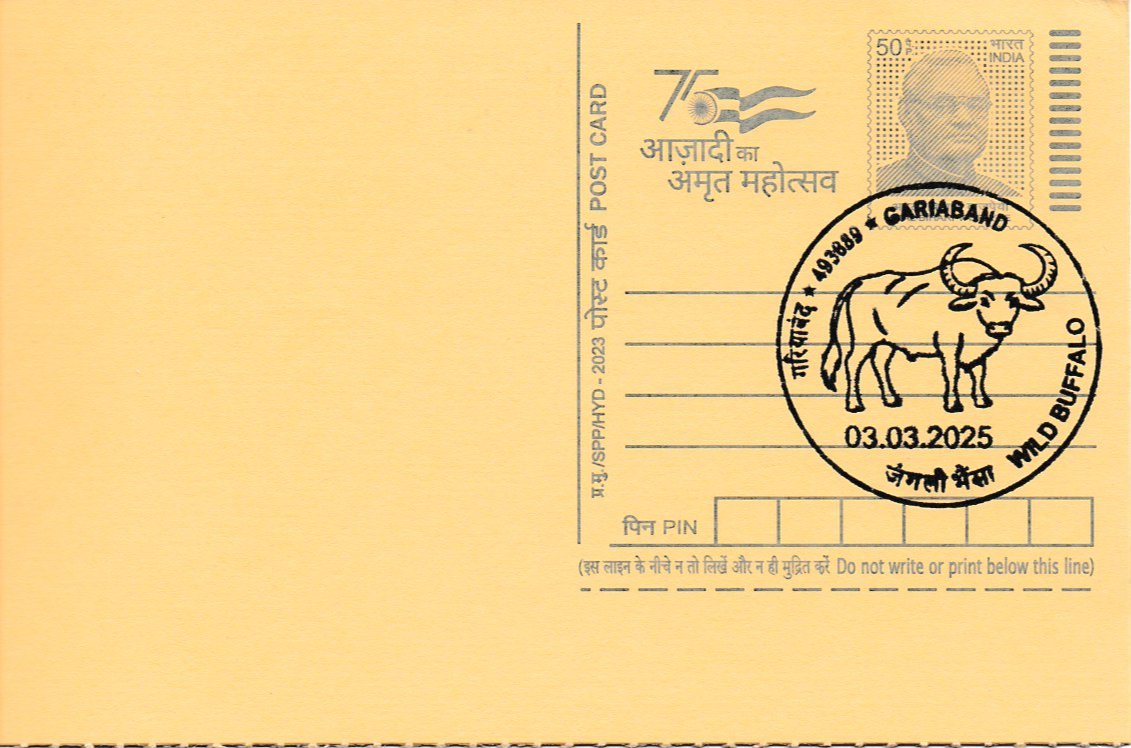 प्र.मु./SPP/HYD - 2023 पोस्ट कार्ड POST CARD
75
आज़ादी का
अमृत महोत्सव
50 P.
भारत
INDIA
गरियाबंद ★ 493889 ★ GARIABAND
03.03.2025
जंगली भैंसा WILD BUFFALO
पिन PIN
(इस लाइन के नीचे न तो लिखें और न ही मुद्रित करें Do not write or print below this line)